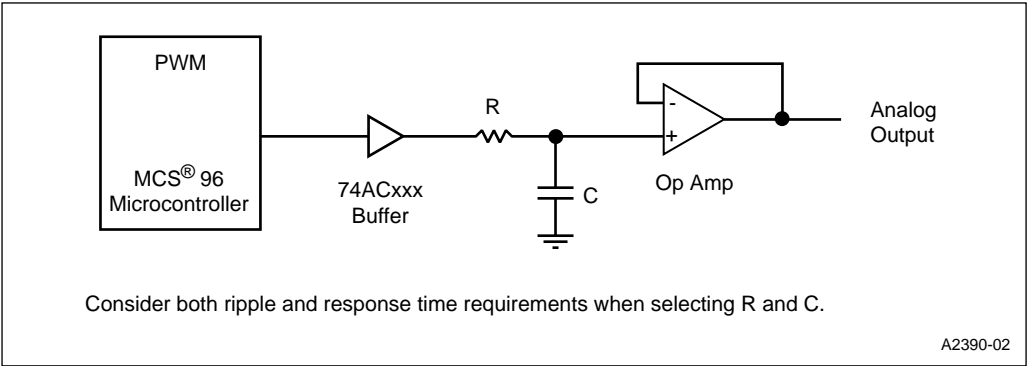 PWM
MCS® 96
Microcontroller
74ACxxx
Buffer
R
C
-
+
Op Amp
Analog
Output
Consider both ripple and response time requirements when selecting R and C.
A2390-02